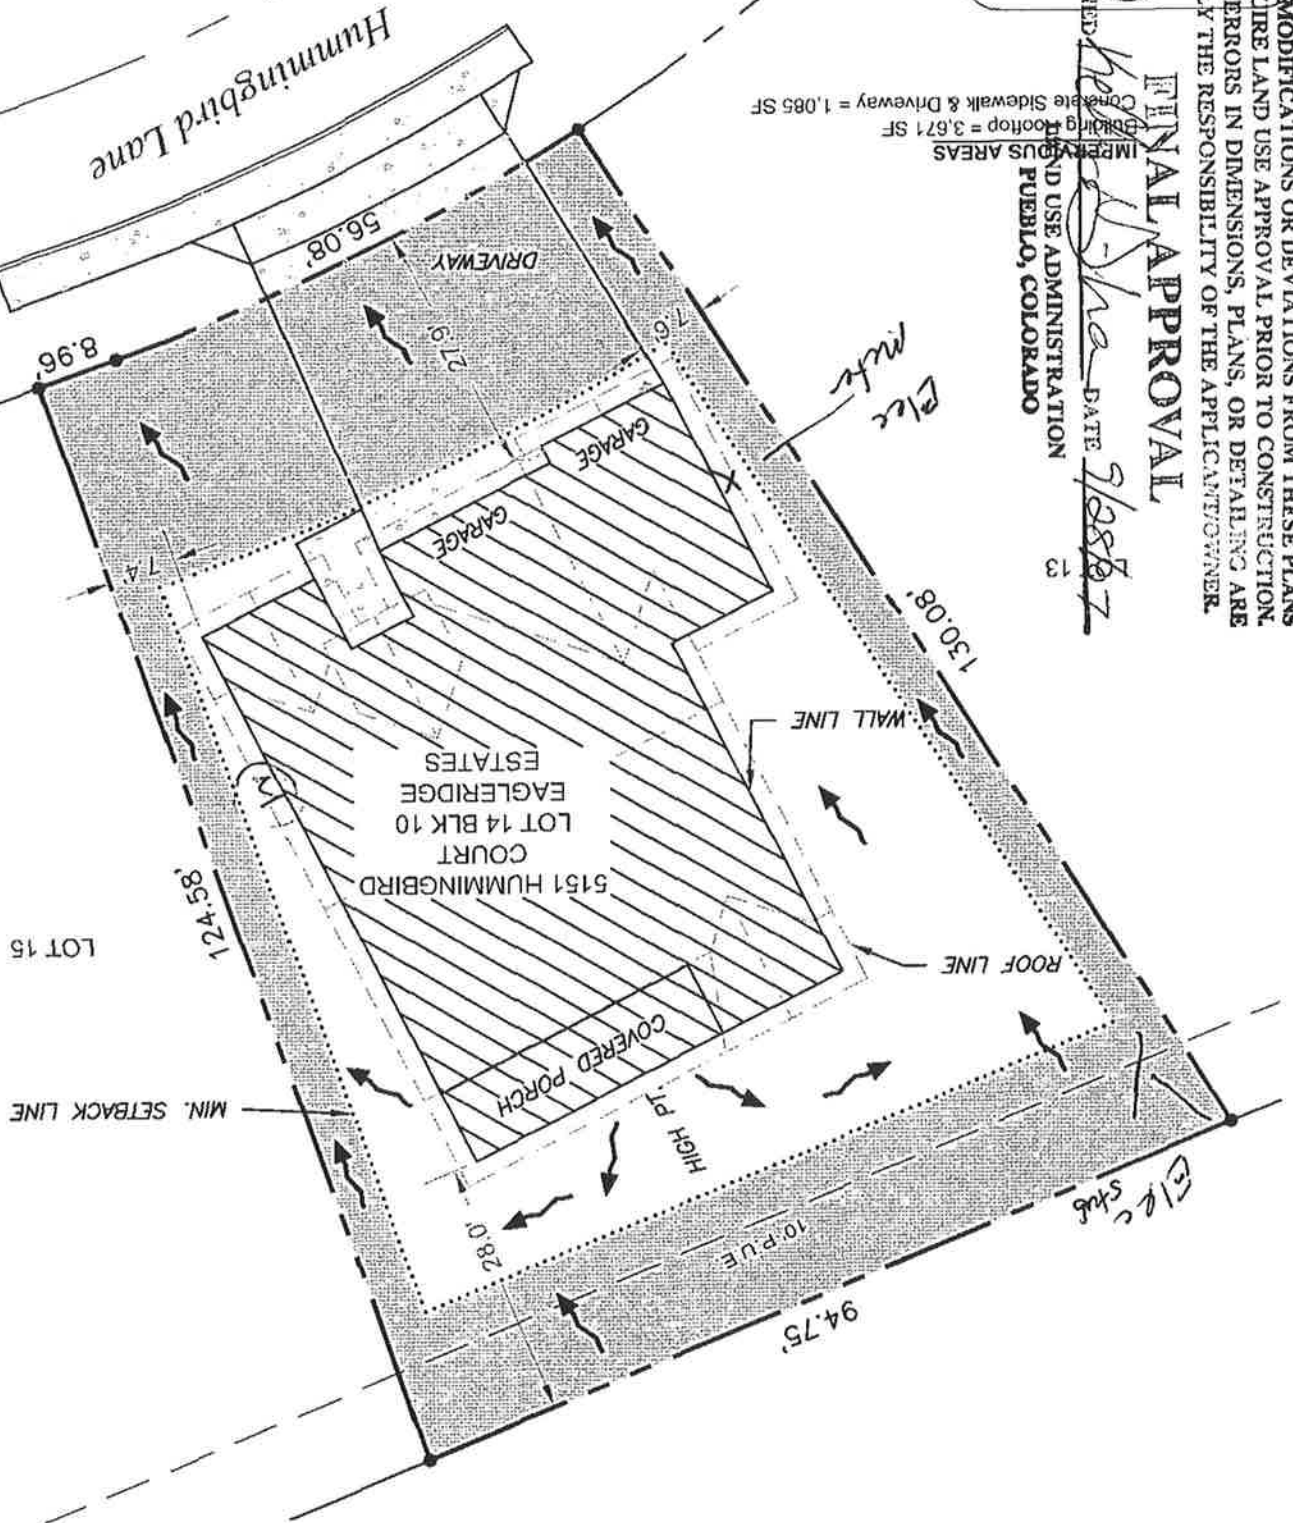 MODIFICATIONS OR DEVIATIONS FROM THESE PLANS
LAND USE APPROVAL PRIOR TO CONSTRUCTION.
ERRORS IN DIMENSIONS, PLANS, OR DETAILING ARE
THE RESPONSIBILITY OF THE APPLICANT/OWNER.
FINAL APPROVAL
DATE
LAND USE ADMINISTRATION
PUEBLO, COLORADO
IMPERVIOUS AREAS
Building Rooftop = 3,671 SF
Concrete Sidewalk & Driveway = 1,085 SF
13
94.75'
10' P.U.E.
Elec
stub
28.0'
HIGH PT.
MIN. SETBACK LINE
COVERED PORCH
ROOF LINE
LOT 15
124.58'
5151 HUMMINGBIRD
COURT
LOT 14 BLK 10
EAGLERIDGE
ESTATES
WALL LINE
130.08'
GARAGE
GARAGE
Elec
7.4'
7.6'
27.9'
DRIVEWAY
8.96'
56.08'
Hummingbird Lane